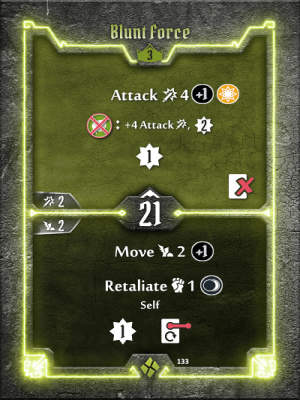 Blunt Force
3
Attack 4 +1
: +4 Attack , 2
1
2
21
2
Move 2 +1
Retaliate 1
Self
1
133